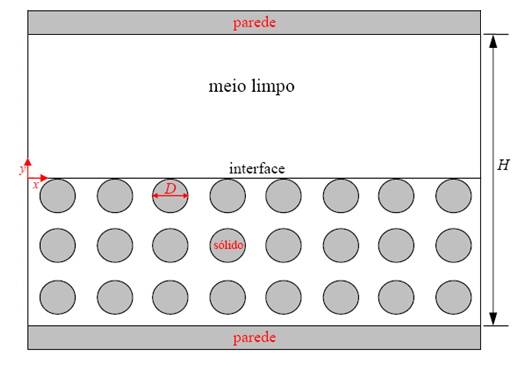 parede
meio limpo
H
y
interface
x
D
sólido
parede